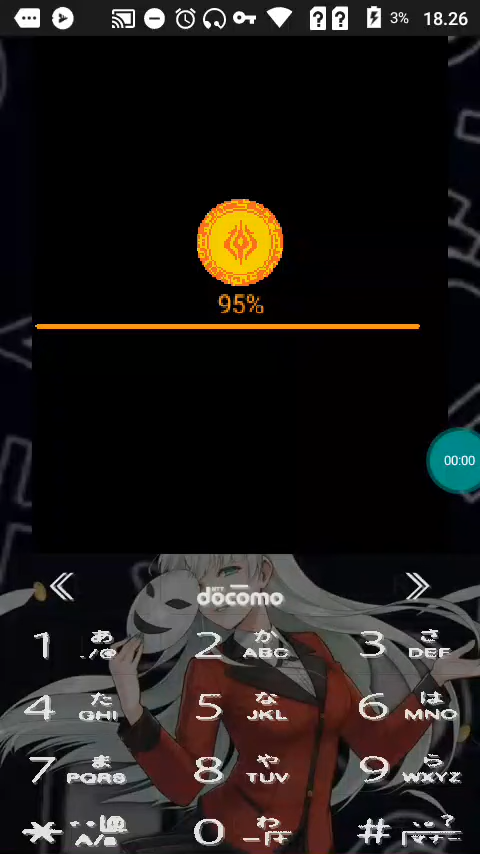 3% 18.26
95%
00:00
NTT
docomo
1 あ ./@ 2 か ABC 3 さ DEF
4 た GHI 5 な JKL 6 は MNO
7 ま PQRS 8 や TUV 9 ら WXYZ
* A/a 0 わ #